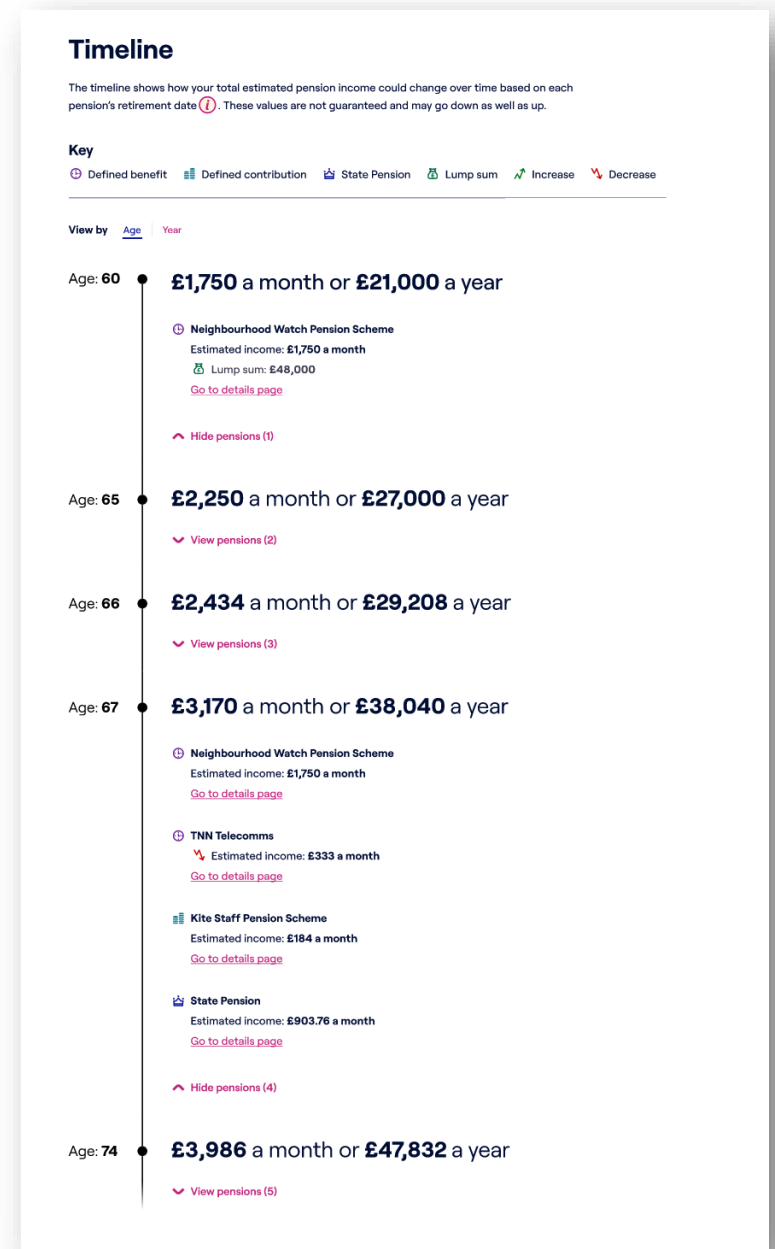 Timeline
The timeline shows how your total estimated pension income could change over time based on each
pension's retirement date i . These values are not guaranteed and may go down as well as up.
Key
Defined benefit Defined contribution State Pension Lump sum Increase Decrease
View by Age Year
Age: 60 £1,750 a month or £21,000 a year
Neighbourhood Watch Pension Scheme
Estimated income: £1,750 a month
Lump sum: £48,000
Go to details page
Hide pensions (1)
Age: 65 £2,250 a month or £27,000 a year
View pensions (2)
Age: 66 £2,434 a month or £29,208 a year
View pensions (3)
Age: 67 £3,170 a month or £38,040 a year
Neighbourhood Watch Pension Scheme
Estimated income: £1,750 a month
Go to details page
TNN Telecomms
Estimated income: £333 a month
Go to details page
Kite Staff Pension Scheme
Estimated income: £184 a month
Go to details page
State Pension
Estimated income: £903.76 a month
Go to details page
Hide pensions (4)
Age: 74 £3,986 a month or £47,832 a year
View pensions (5)